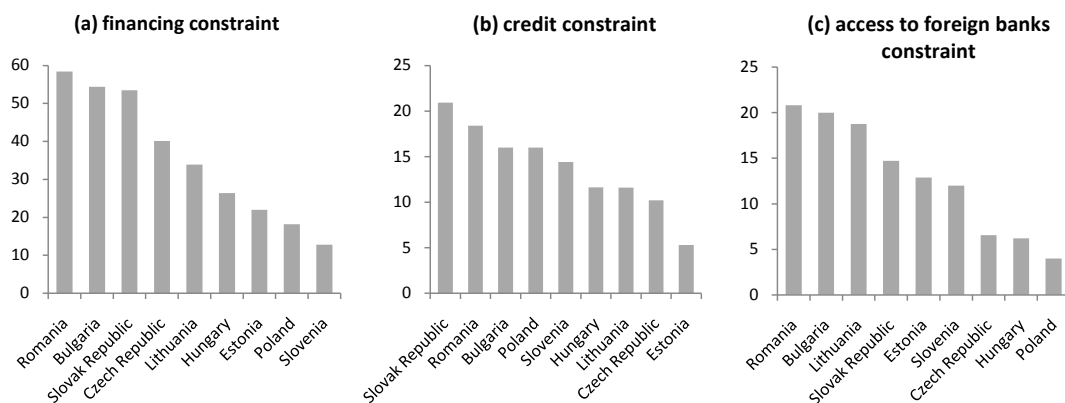 (a) financing constraint
60
50
40
30
20
10
0
Romania
Bulgaria
Slovak Republic
Czech Republic
Lithuania
Hungary
Estonia
Poland
Slovenia
(b) credit constraint
25
20
15
10
5
0
Slovak Republic
Romania
Bulgaria
Poland
Slovenia
Hungary
Lithuania
Czech Republic
Estonia
(c) access to foreign banks
constraint
25
20
15
10
5
0
Romania
Bulgaria
Lithuania
Slovak Republic
Estonia
Slovenia
Czech Republic
Hungary
Poland